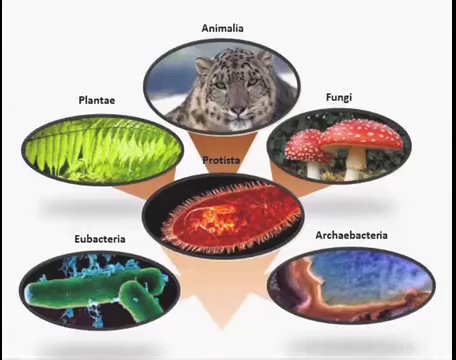 Animalia
Plantae
Fungi
Protista
Eubacteria
Archaebacteria